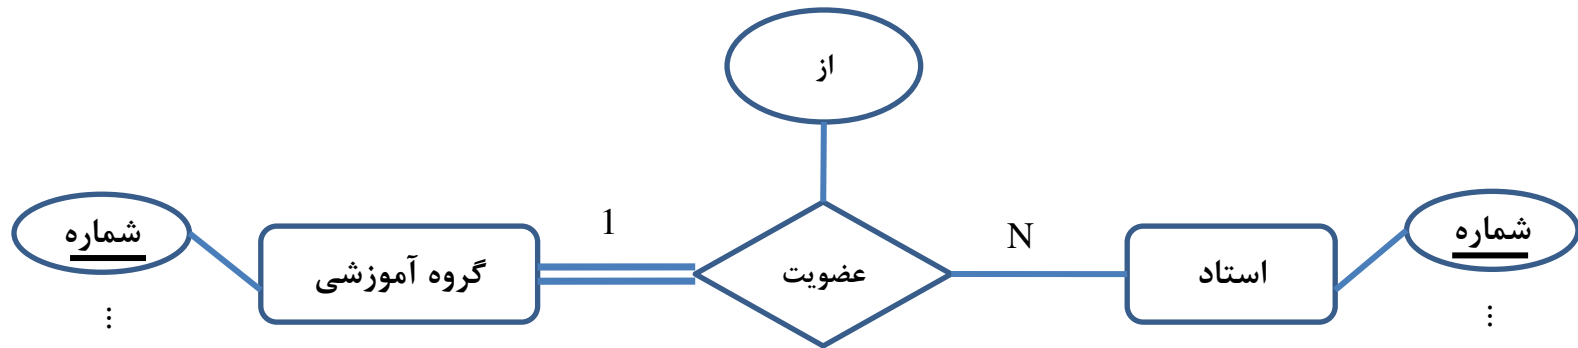 از
شماره
استاد
N
عضویت
1
گروه آموزشی
شماره
⋮
⋮